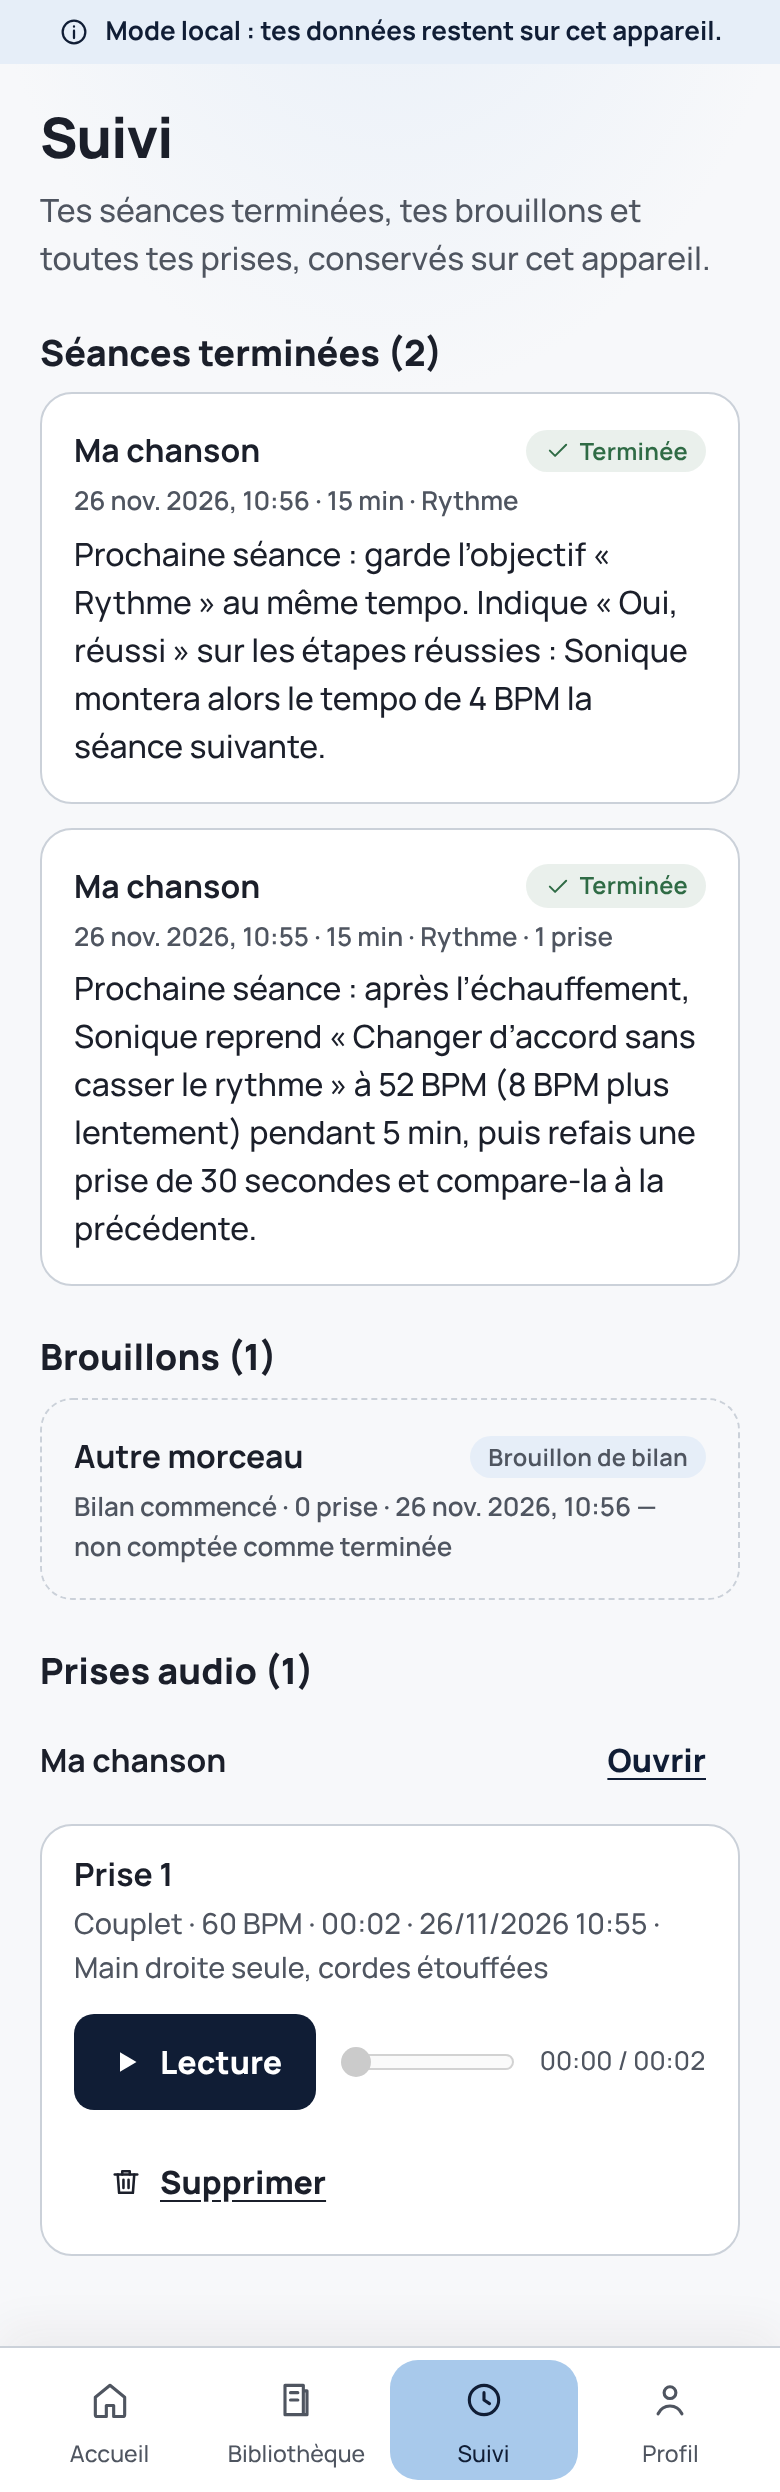 Mode local : tes données restent sur cet appareil.
Suivi
Tes séances terminées, tes brouillons et
toutes tes prises, conservés sur cet appareil.
Séances terminées (2)
Ma chanson
Terminée
26 nov. 2026, 10:56 · 15 min · Rythme
Prochaine séance : garde l’objectif «
Rythme » au même tempo. Indique « Oui,
réussi » sur les étapes réussies : Sonique
montera alors le tempo de 4 BPM la
séance suivante.
Ma chanson
Terminée
26 nov. 2026, 10:55 · 15 min · Rythme · 1 prise
Prochaine séance : après l’échauffement,
Sonique reprend « Changer d’accord sans
casser le rythme » à 52 BPM (8 BPM plus
lentement) pendant 5 min, puis refais une
prise de 30 secondes et compare-la à la
précédente.
Brouillons (1)
Autre morceau
Brouillon de bilan
Bilan commencé · 0 prise · 26 nov. 2026, 10:56 —
non comptée comme terminée
Prises audio (1)
Ma chanson
Ouvrir
Prise 1
Couplet · 60 BPM · 00:02 · 26/11/2026 10:55 ·
Main droite seule, cordes étouffées
Lecture
00:00 / 00:02
Supprimer
Accueil
Bibliothèque
Suivi
Profil